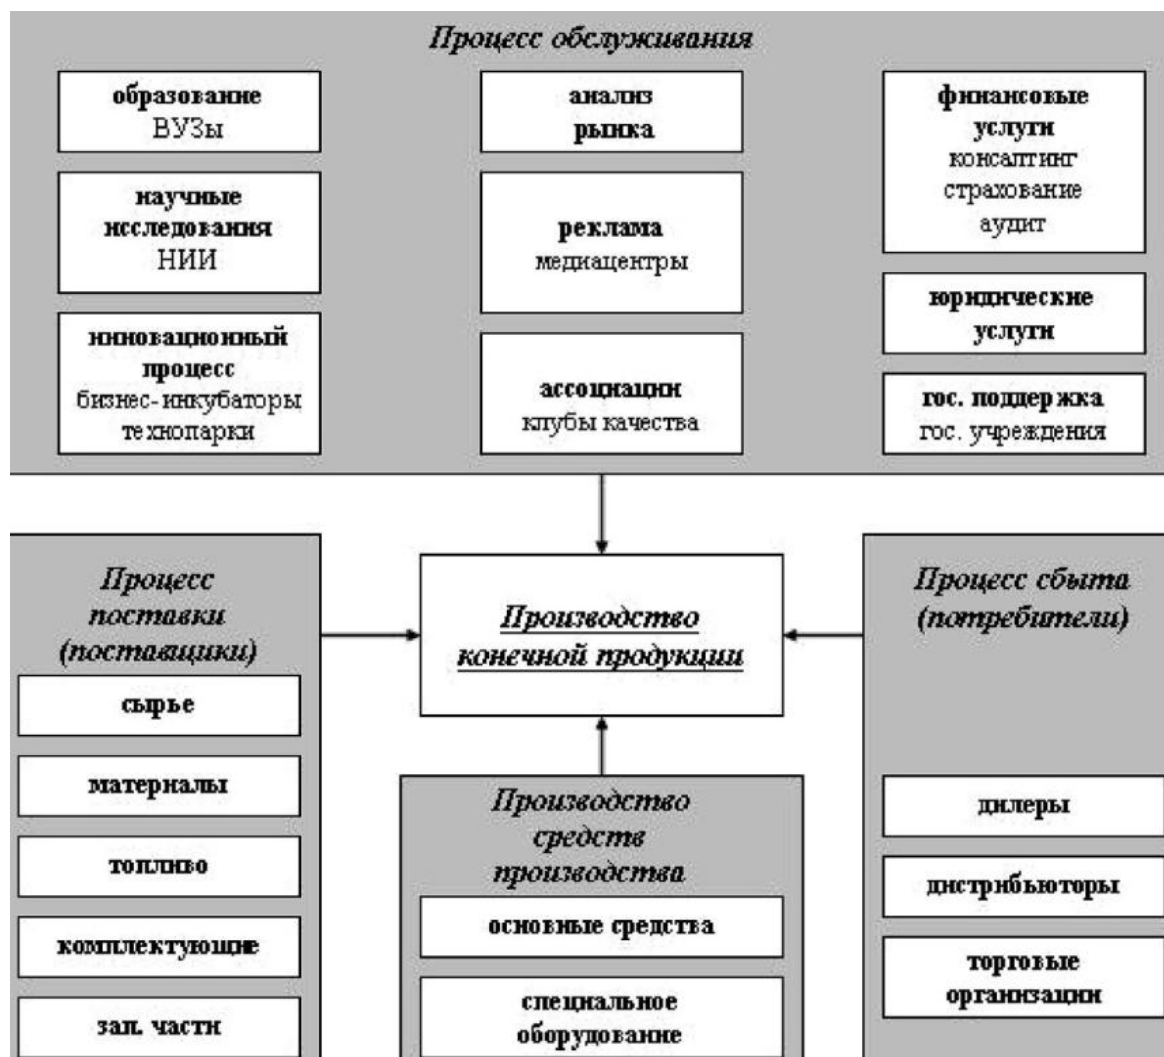 Процесс обслуживания
образование
ВУЗы
научные
исследования
НИИ
инновационный
процесс
бизнес-инкубаторы
технопарки
анализ
рынка
реклама
медиацентры
ассоциации
клубы качества
финансовые
услуги
консалтинг
страхование
аудит
юридические
услуги
гос. поддержка
гос. учреждения
Процесс
поставки
(поставщики)
сырье
материалы
топливо
комплектующие
зап. части
Производство
конечной продукции
Производство
средств
производства
основные средства
специальное
оборудование
Процесс сбыта
(потребители)
дилеры
дистрибьюторы
торговые
организации